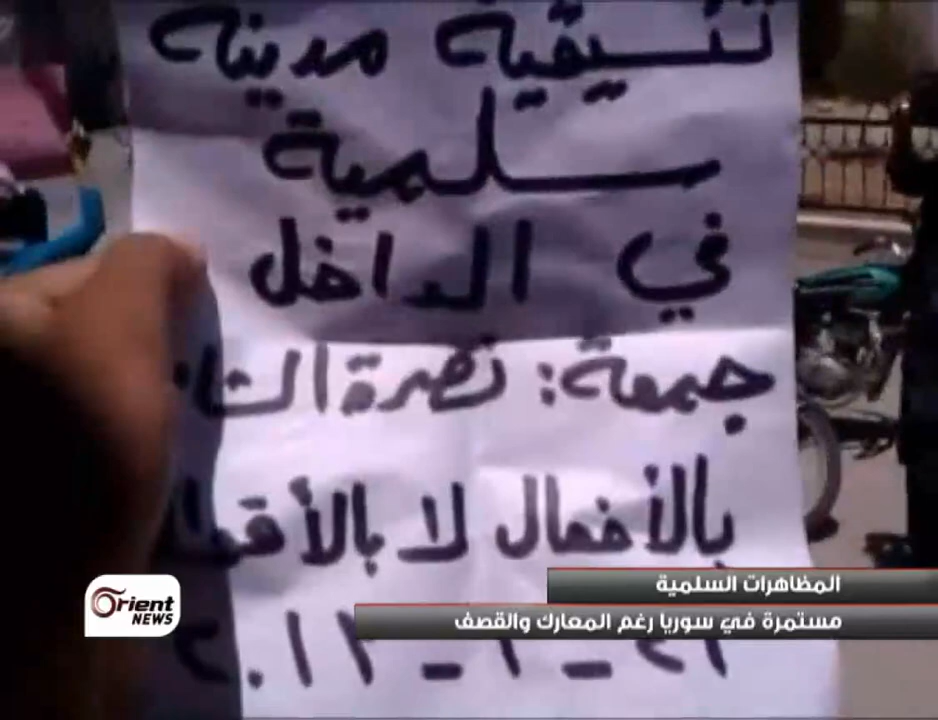 تنسيقية مدينة
سلمية
في الداخل
جمعة: نصرة
بالأفعال لا
Orient
NEWS
المظاهرات السلمية
مستمرة في سوريا رغم المعارك والقصف